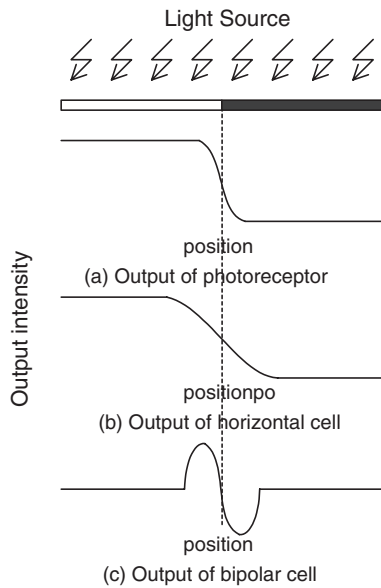 Light Source
Output intensity
position
(a) Output of photoreceptor
positionpo
(b) Output of horizontal cell
position
(c) Output of bipolar cell